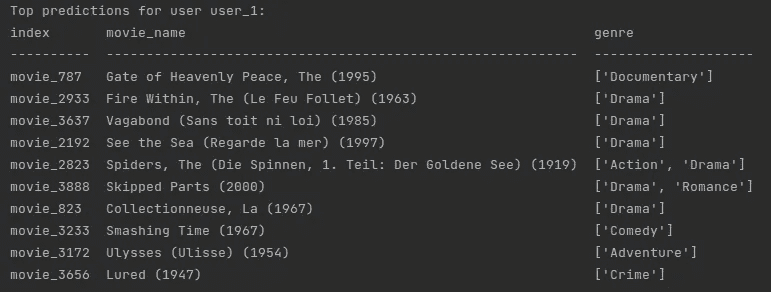 Top predictions for user user_1:
index movie_name genre
---------- ---------------------------------------------------------- --------------------
movie_787 Gate of Heavenly Peace, The (1995) ['Documentary']
movie_2933 Fire Within, The (Le Feu Follet) (1963) ['Drama']
movie_3637 Vagabond (Sans toit ni loi) (1985) ['Drama']
movie_2192 See the Sea (Regarde la mer) (1997) ['Drama']
movie_2823 Spiders, The (Die Spinnen, 1. Teil: Der Goldene See) (1919) ['Action', 'Drama']
movie_3888 Skipped Parts (2000) ['Drama', 'Romance']
movie_823 Collectionneuse, La (1967) ['Drama']
movie_3233 Smashing Time (1967) ['Comedy']
movie_3172 Ulysses (Ulisse) (1954) ['Adventure']
movie_3656 Lured (1947) ['Crime']